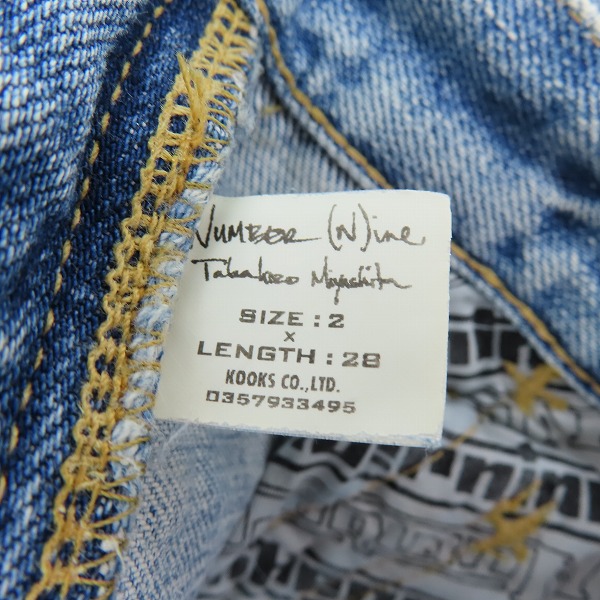 NUMBER (N)ine
Takahiro Miyashita
SIZE : 2
x
LENGTH : 28
KOOKS CO.,LTD.
0357933495